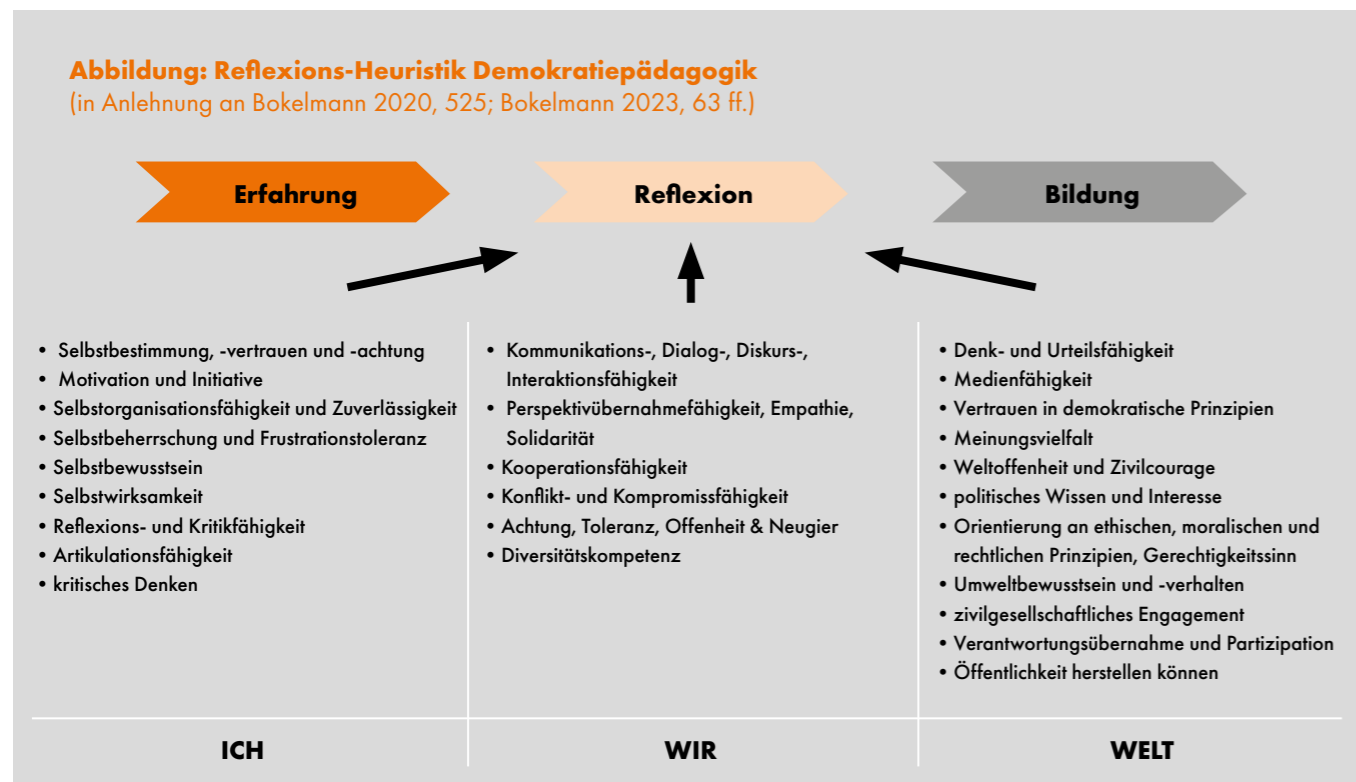 Abbildung: Reflexions-Heuristik Demokratiepädagogik
(in Anlehnung an Bokelmann 2020, 525; Bokelmann 2023, 63 ff.)
Erfahrung
Reflexion
Bildung
• Selbstbestimmung, -vertrauen und -achtung
• Motivation und Initiative
• Selbstorganisationsfähigkeit und Zuverlässigkeit
• Selbstbeherrschung und Frustrationstoleranz
• Selbstbewusstsein
• Selbstwirksamkeit
• Reflexions- und Kritikfähigkeit
• Artikulationsfähigkeit
• kritisches Denken
ICH
• Kommunikations-, Dialog-, Diskurs-,
Interaktionsfähigkeit
• Perspektivübernahmefähigkeit, Empathie,
Solidarität
• Kooperationsfähigkeit
• Konflikt- und Kompromissfähigkeit
• Achtung, Toleranz, Offenheit & Neugier
• Diversitätskompetenz
WIR
• Denk- und Urteilsfähigkeit
• Medienfähigkeit
• Vertrauen in demokratische Prinzipien
• Meinungsvielfalt
• Weltoffenheit und Zivilcourage
• politisches Wissen und Interesse
• Orientierung an ethischen, moralischen und
rechtlichen Prinzipien, Gerechtigkeitssinn
• Umweltbewusstsein und -verhalten
• zivilgesellschaftliches Engagement
• Verantwortungsübernahme und Partizipation
• Öffentlichkeit herstellen können
WELT